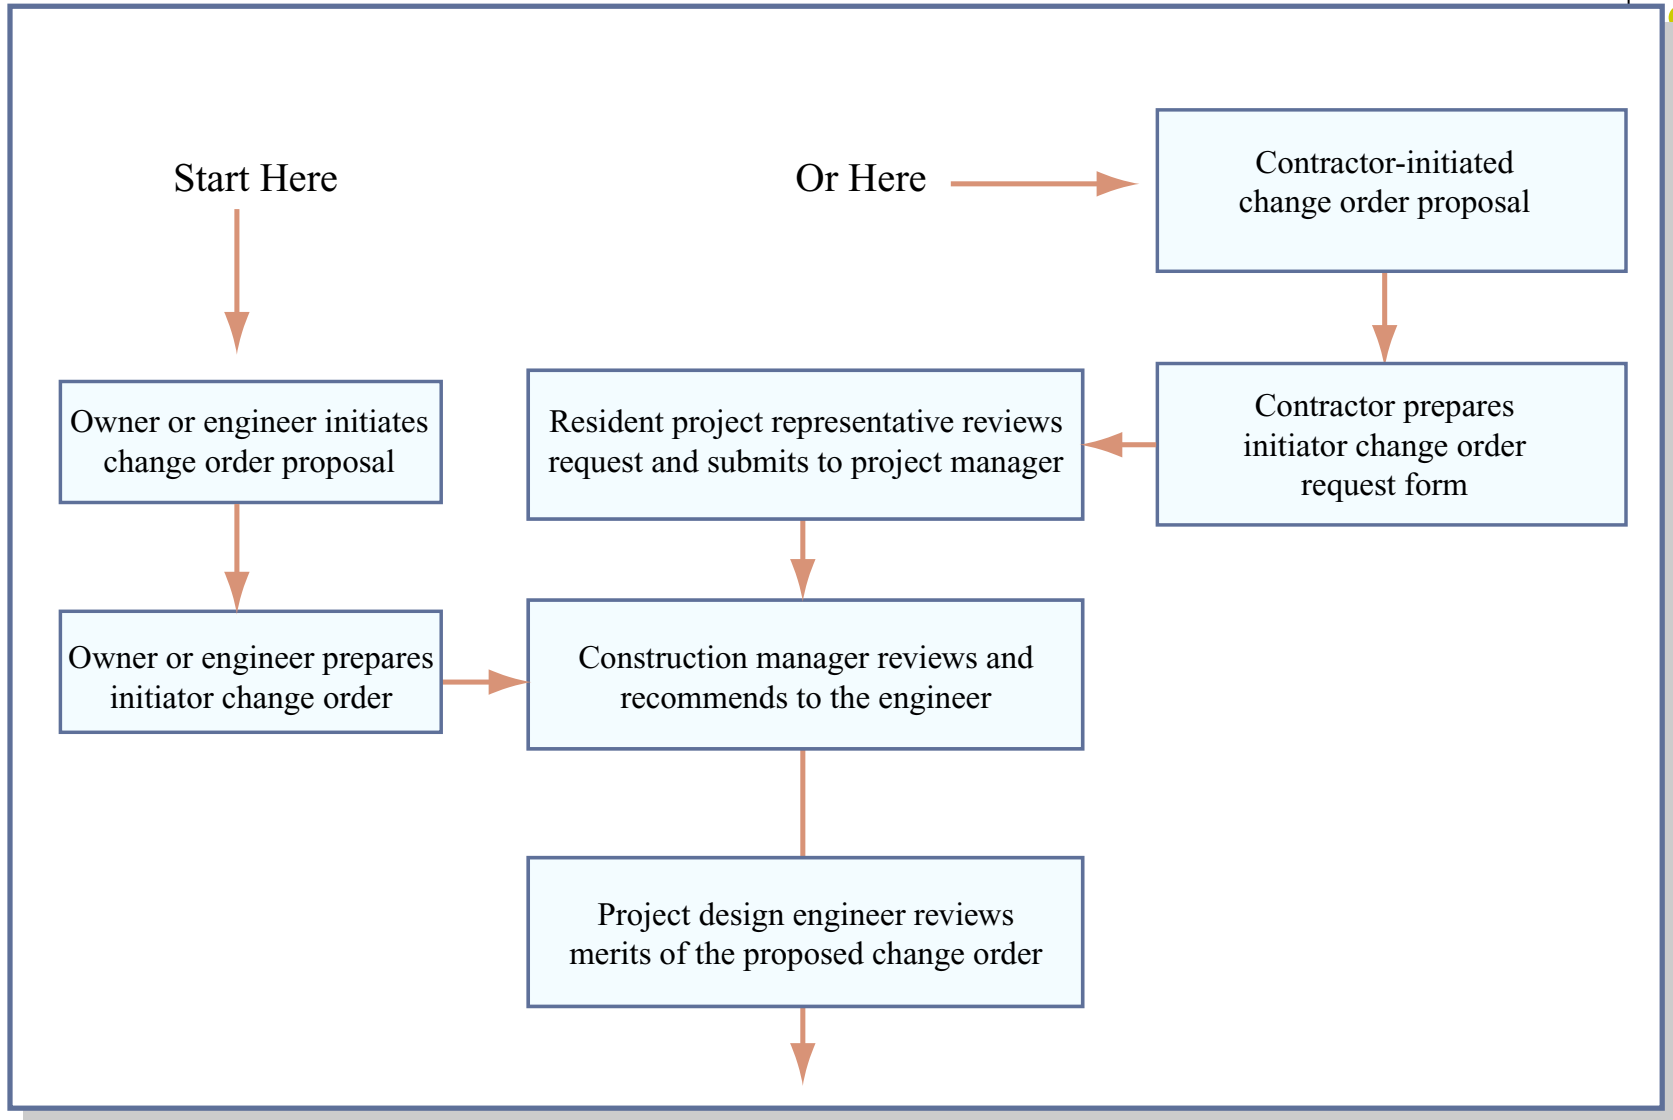 Start Here
Or Here
Contractor-initiated
change order proposal
Owner or engineer initiates
change order proposal
Resident project representative reviews
request and submits to project manager
Contractor prepares
initiator change order
request form
Owner or engineer prepares
initiator change order
Construction manager reviews and
recommends to the engineer
Project design engineer reviews
merits of the proposed change order